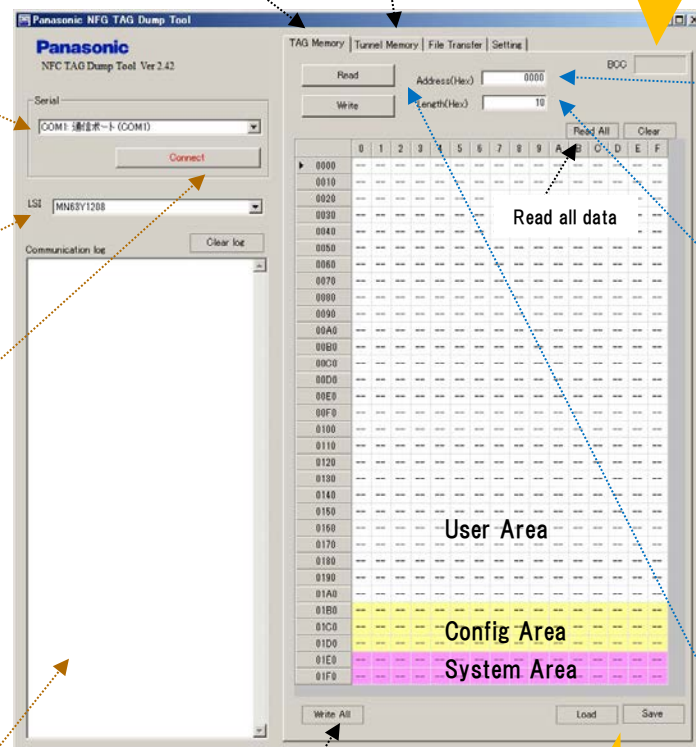 Panasonic NFG TAG Dump Tool
Panasonic
NFC TAG Dump Tool Ver 2.42
Serial
COM1: 通信ポート (COM1)
Connect
LSI MN63Y1208
Communication log
Clear log
TAG Memory Tunnel Memory File Transfer Setting
BCC
Read Address(Hex) 0000
Write Length(Hex) 10
Read All Clear
0 1 2 3 4 5 6 7 8 9 A B C D E F
0000 -- -- -- -- -- -- -- -- -- -- -- -- -- -- -- --
0010 -- -- -- -- -- -- -- -- -- -- -- -- -- -- -- --
0020 -- -- -- -- -- -- -- --
Read all data
0030 -- -- -- -- -- -- -- --
0040 -- -- -- -- -- -- -- --
0050 -- -- -- -- -- -- -- -- -- -- -- -- -- -- -- --
0060 -- -- -- -- -- -- -- -- -- -- -- -- -- -- -- --
0070 -- -- -- -- -- -- -- -- -- -- -- -- -- -- -- --
0080 -- -- -- -- -- -- -- -- -- -- -- -- -- -- -- --
0090 -- -- -- -- -- -- -- -- -- -- -- -- -- -- -- --
00A0 -- -- -- -- -- -- -- -- -- -- -- -- -- -- -- --
00B0 -- -- -- -- -- -- -- -- -- -- -- -- -- -- -- --
00C0 -- -- -- -- -- -- -- -- -- -- -- -- -- -- -- --
00D0 -- -- -- -- -- -- -- -- -- -- -- -- -- -- -- --
00E0 -- -- -- -- -- -- -- -- -- -- -- -- -- -- -- --
00F0 -- -- -- -- -- -- -- -- -- -- -- -- -- -- -- --
0100 -- -- -- -- -- -- -- -- -- -- -- -- -- -- -- --
0110 -- -- -- -- -- -- -- -- -- -- -- -- -- -- -- --
0120 -- -- -- -- -- -- -- -- -- -- -- -- -- -- -- --
0130 -- -- -- -- -- -- -- -- -- -- -- -- -- -- -- --
0140 -- -- -- -- -- -- -- -- -- -- -- -- -- -- -- --
0150 -- -- -- -- -- -- -- -- -- -- -- -- -- -- -- --
0160 -- -- -- -- -- User Area -- -- -- --
0170 -- -- -- -- -- -- -- -- -- -- -- -- -- -- -- --
0180 -- -- -- -- -- -- -- -- -- -- -- -- -- -- -- --
0190 -- -- -- -- -- -- -- -- -- -- -- -- -- -- -- --
01A0 -- -- -- -- -- -- -- -- -- -- -- -- -- -- -- --
01B0 -- -- -- -- -- -- -- -- -- -- -- -- -- -- -- --
01C0 -- -- -- -- -- Config Area -- -- --
01D0 -- -- -- -- -- -- -- -- -- -- -- -- -- -- -- --
01E0 -- -- -- -- -- System Area -- -- --
01F0 -- -- -- -- -- -- -- -- -- -- -- -- -- -- -- --
Write All Load Save